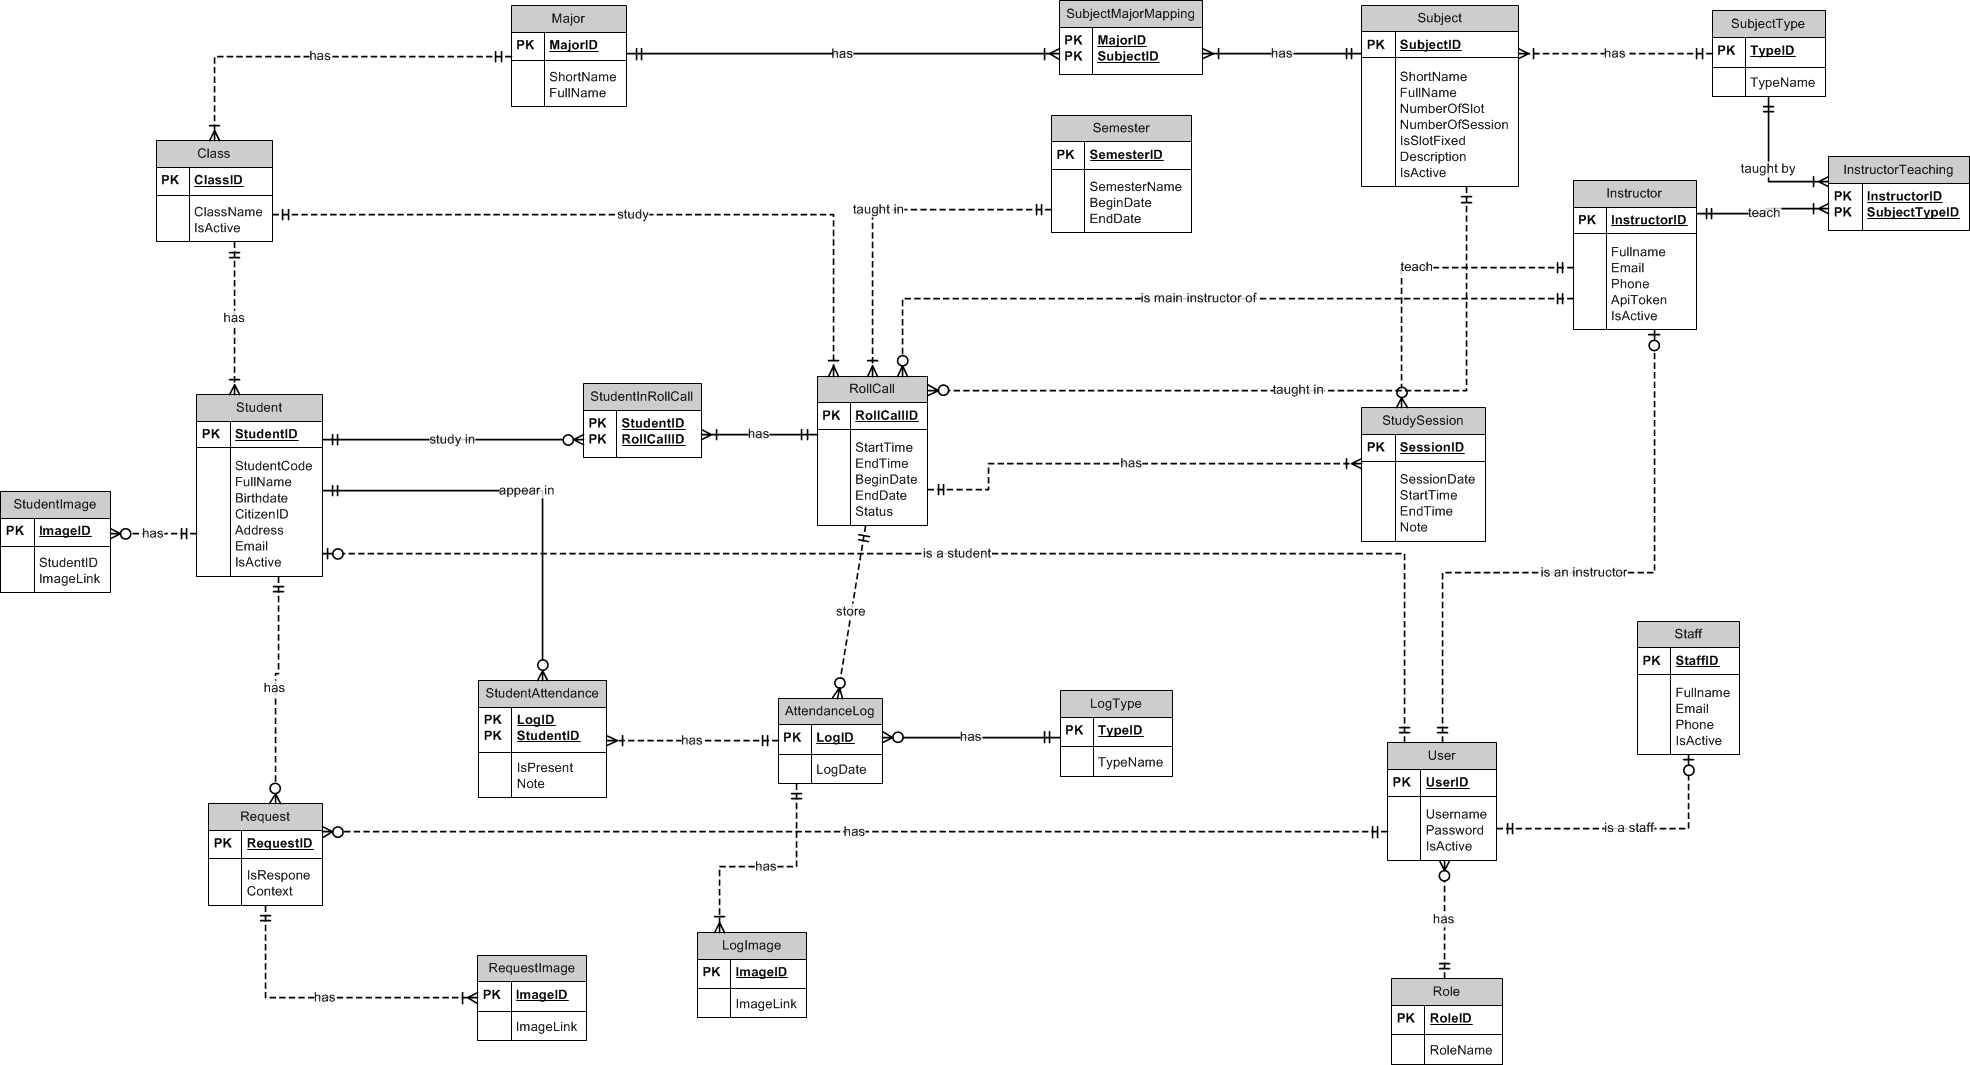 Major
PK MajorID
ShortName
FullName
SubjectMajorMapping
PK MajorID
PK SubjectID
Subject
PK SubjectID
ShortName
FullName
NumberOfSlot
NumberOfSession
IsSlotFixed
Description
IsActive
SubjectType
PK TypeID
TypeName
has
has
has
has
Class
PK ClassID
ClassName
IsActive
Semester
PK SemesterID
SemesterName
BeginDate
EndDate
taught by
InstructorTeaching
PK InstructorID
PK SubjectTypeID
Instructor
PK InstructorID
Fullname
Email
Phone
ApiToken
IsActive
teach
study
taught in
teach
is main instructor of
has
Student
PK StudentID
StudentCode
FullName
Birthdate
CitizenID
Address
Email
IsActive
StudentInRollCall
PK StudentID
PK RollCallID
RollCall
PK RollCallID
StartTime
EndTime
BeginDate
EndDate
Status
taught in
StudySession
PK SessionID
SessionDate
StartTime
EndTime
Note
study in
has
has
appear in
StudentImage
PK ImageID
StudentID
ImageLink
has
is a student
is an instructor
store
Staff
PK StaffID
Fullname
Email
Phone
IsActive
has
StudentAttendance
PK LogID
PK StudentID
IsPresent
Note
has
AttendanceLog
PK LogID
LogDate
has
LogType
PK TypeID
TypeName
User
PK UserID
Username
Password
IsActive
is a staff
Request
PK RequestID
IsRespone
Context
has
has
has
LogImage
PK ImageID
ImageLink
RequestImage
PK ImageID
ImageLink
has
Role
PK RoleID
RoleName